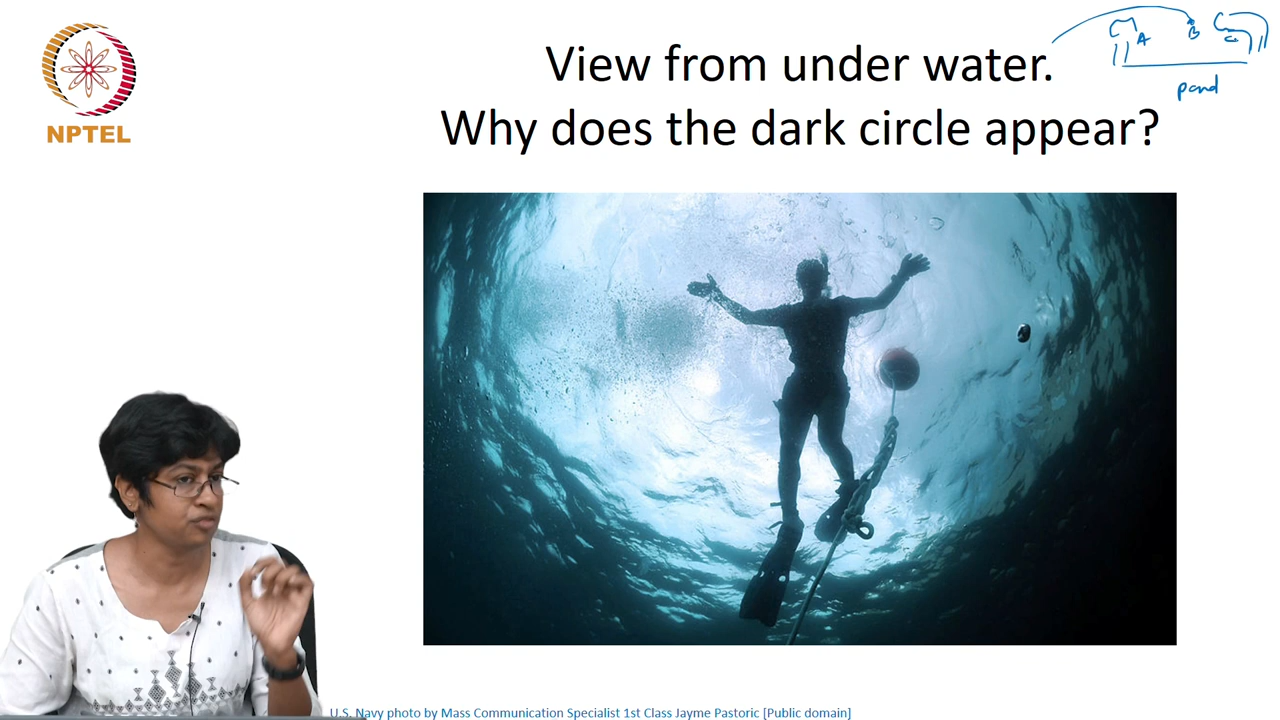 NPTEL
View from under water.
Why does the dark circle appear?
A
B
C
pond
U.S. Navy photo by Mass Communication Specialist 1st Class Jayme Pastoric [Public domain]